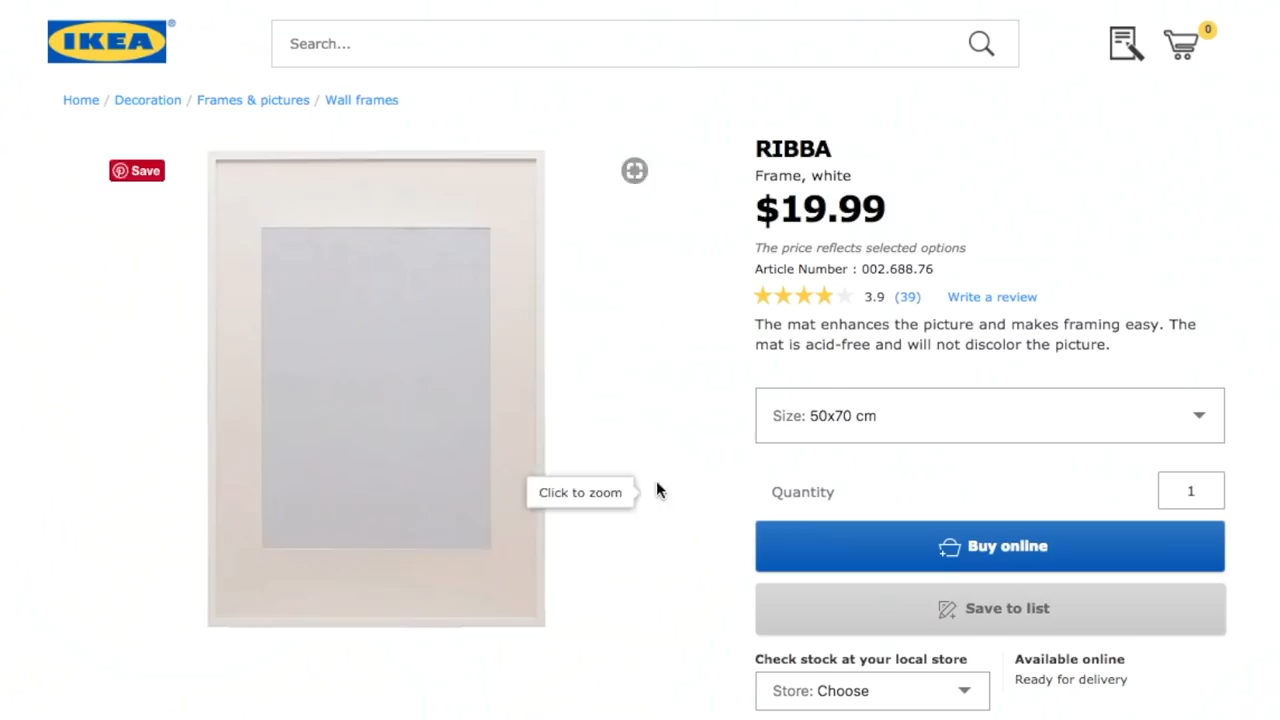 IKEA®
Search...
0
Home / Decoration / Frames & pictures / Wall frames
Save
RIBBA
Frame, white
$19.99
The price reflects selected options
Article Number : 002.688.76
3.9 (39) Write a review
The mat enhances the picture and makes framing easy. The
mat is acid-free and will not discolor the picture.
Size: 50x70 cm
Click to zoom
Quantity 1
Buy online
Save to list
Check stock at your local store
Store: Choose
Available online
Ready for delivery